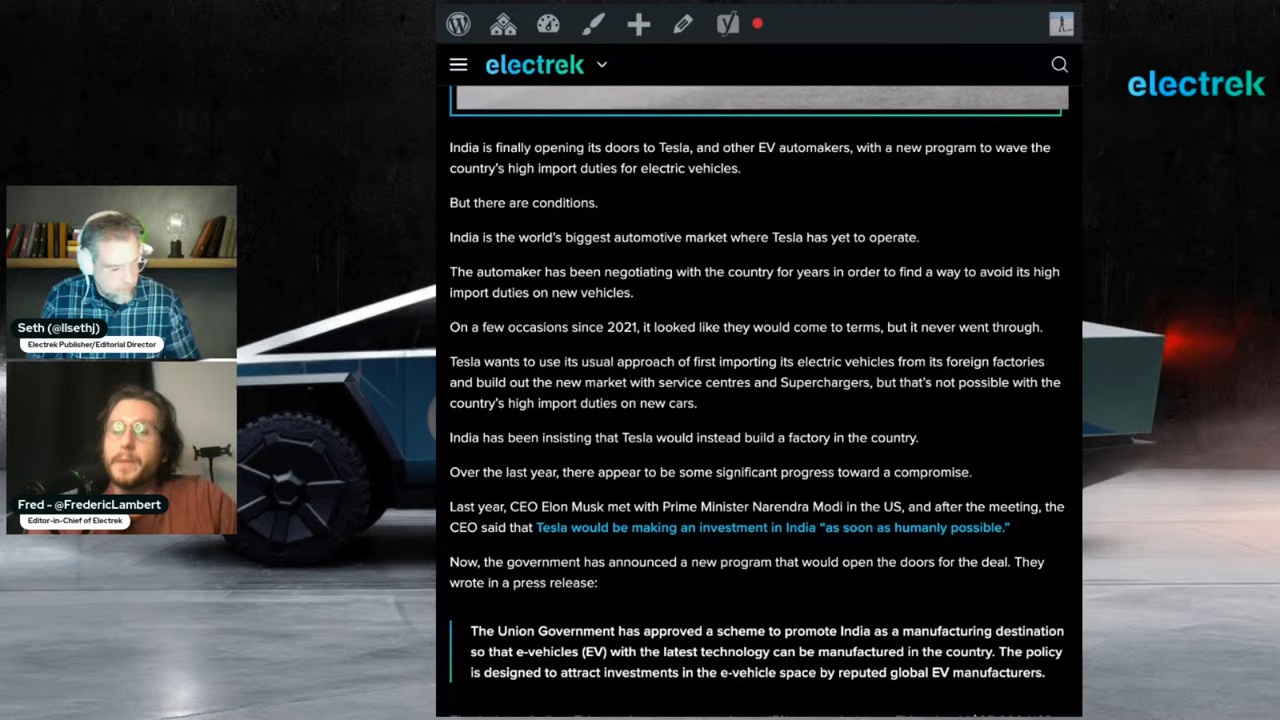 electrek
electrek
India is finally opening its doors to Tesla, and other EV automakers, with a new program to wave the
country's high import duties for electric vehicles.
But there are conditions.
India is the world's biggest automotive market where Tesla has yet to operate.
The automaker has been negotiating with the country for years in order to find a way to avoid its high
import duties on new vehicles.
On a few occasions since 2021, it looked like they would come to terms, but it never went through.
Tesla wants to use its usual approach of first importing its electric vehicles from its foreign factories
and build out the new market with service centres and Superchargers, but that's not possible with the
country's high import duties on new cars.
India has been insisting that Tesla would instead build a factory in the country.
Over the last year, there appear to be some significant progress toward a compromise.
Last year, CEO Elon Musk met with Prime Minister Narendra Modi in the US, and after the meeting, the
CEO said that Tesla would be making an investment in India “as soon as humanly possible.”
Now, the government has announced a new program that would open the doors for the deal. They
wrote in a press release:
The Union Government has approved a scheme to promote India as a manufacturing destination
so that e-vehicles (EV) with the latest technology can be manufactured in the country. The policy
is designed to attract investments in the e-vehicle space by reputed global EV manufacturers.
Seth (@llsethj)
Electrek Publisher/Editorial Director
Fred - @FredericLambert
Editor-in-Chief of Electrek